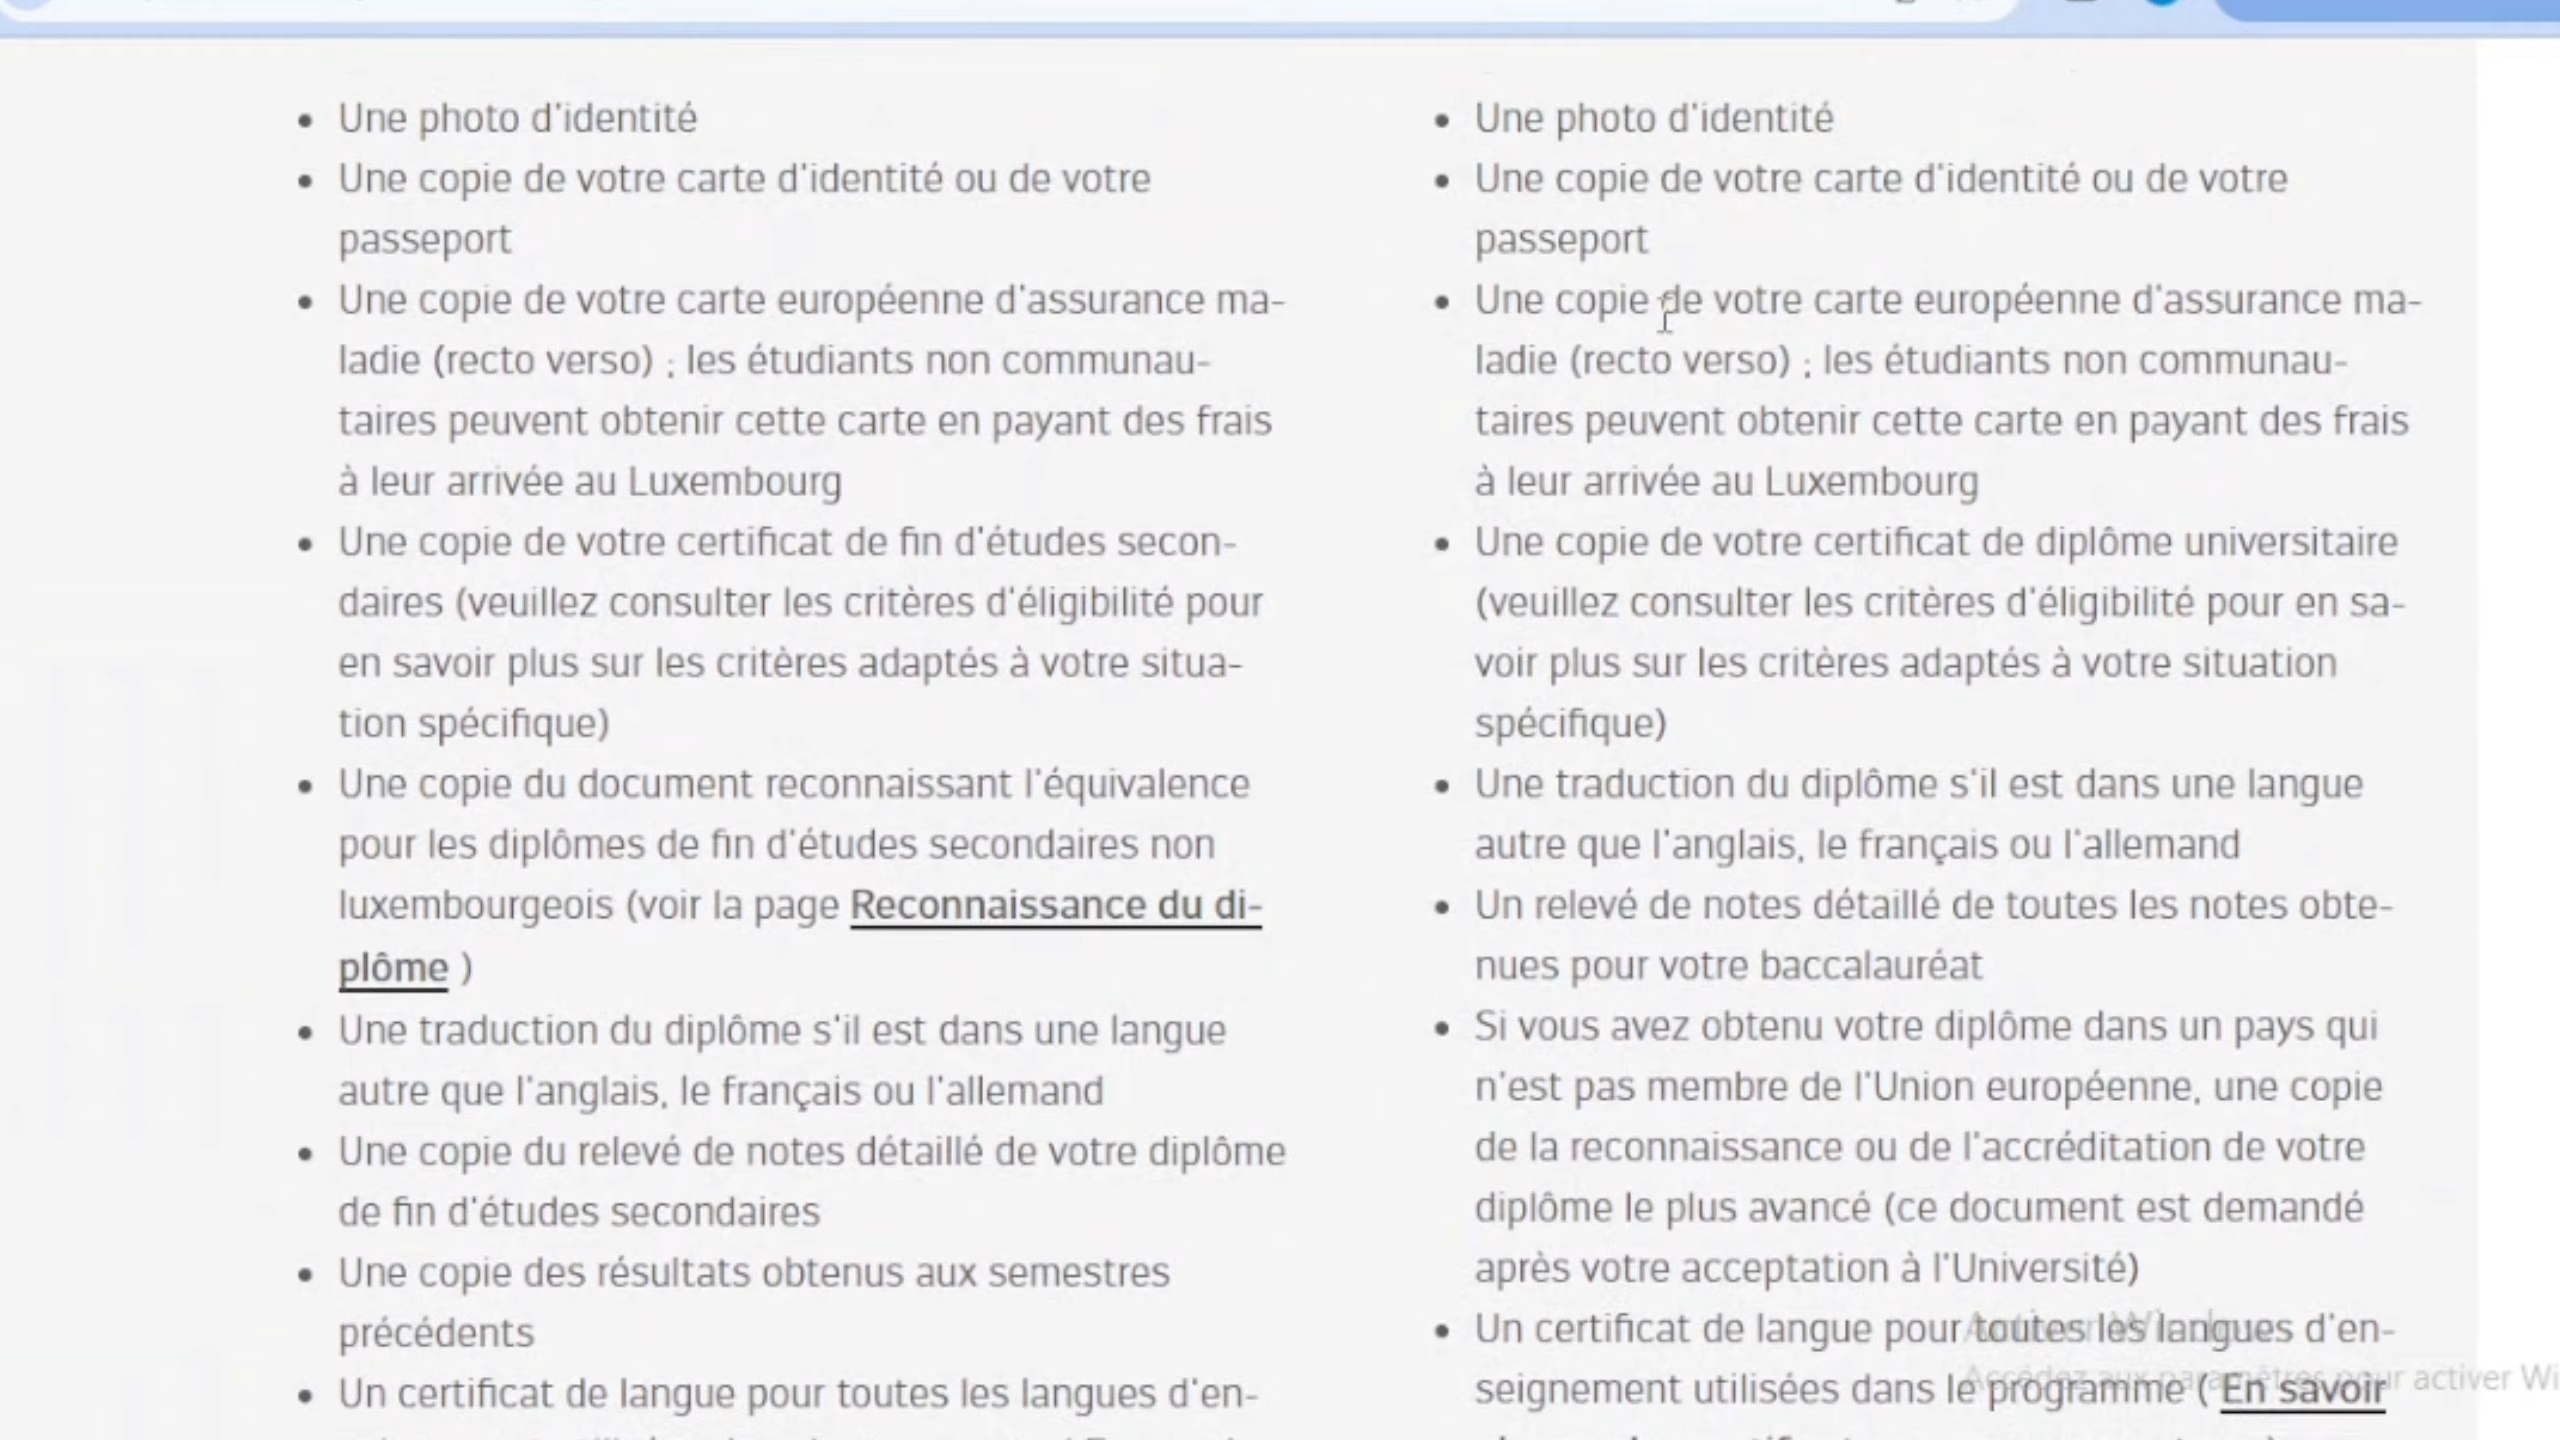 • Une photo d'identité
• Une copie de votre carte d'identité ou de votre
passeport
• Une copie de votre carte européenne d'assurance ma-
ladie (recto verso) ; les étudiants non communau-
taires peuvent obtenir cette carte en payant des frais
à leur arrivée au Luxembourg
• Une copie de votre certificat de fin d'études secon-
daires (veuillez consulter les critères d'éligibilité pour
en savoir plus sur les critères adaptés à votre situa-
tion spécifique)
• Une copie du document reconnaissant l'équivalence
pour les diplômes de fin d'études secondaires non
luxembourgeois (voir la page Reconnaissance du di-
plôme )
• Une traduction du diplôme s'il est dans une langue
autre que l'anglais, le français ou l'allemand
• Une copie du relevé de notes détaillé de votre diplôme
de fin d'études secondaires
• Une copie des résultats obtenus aux semestres
précédents
• Un certificat de langue pour toutes les langues d'en-
• Une photo d'identité
• Une copie de votre carte d'identité ou de votre
passeport
• Une copie de votre carte européenne d'assurance ma-
ladie (recto verso) ; les étudiants non communau-
taires peuvent obtenir cette carte en payant des frais
à leur arrivée au Luxembourg
• Une copie de votre certificat de diplôme universitaire
(veuillez consulter les critères d'éligibilité pour en sa-
voir plus sur les critères adaptés à votre situation
spécifique)
• Une traduction du diplôme s'il est dans une langue
autre que l'anglais, le français ou l'allemand
• Un relevé de notes détaillé de toutes les notes obte-
nues pour votre baccalauréat
• Si vous avez obtenu votre diplôme dans un pays qui
n'est pas membre de l'Union européenne, une copie
de la reconnaissance ou de l'accréditation de votre
diplôme le plus avancé (ce document est demandé
après votre acceptation à l'Université)
• Un certificat de langue pour toutes les langues d'en-
seignement utilisées dans le programme ( En savoir
Activer Windows
Accédez aux paramètres pour activer Wi